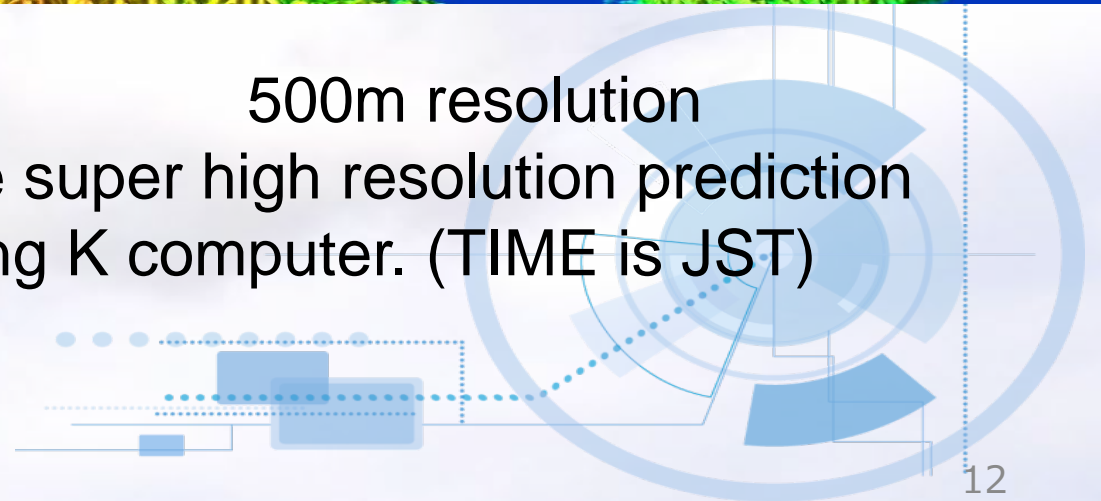 500m resolution
super high resolution prediction
K computer. (TIME is JST)
12